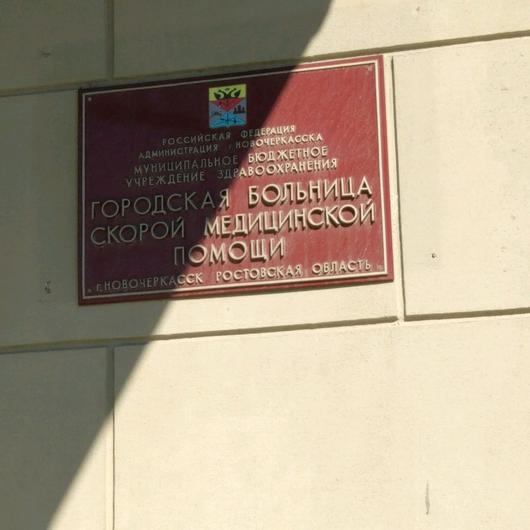 РОССИЙСКАЯ ФЕДЕРАЦИЯ
АДМИНИСТРАЦИЯ г. НОВОЧЕРКАССКА
МУНИЦИПАЛЬНОЕ БЮДЖЕТНОЕ
УЧРЕЖДЕНИЕ ЗДРАВООХРАНЕНИЯ
ГОРОДСКАЯ БОЛЬНИЦА
СКОРОЙ МЕДИЦИНСКОЙ
ПОМОЩИ
г. НОВОЧЕРКАССК РОСТОВСКАЯ ОБЛАСТЬ